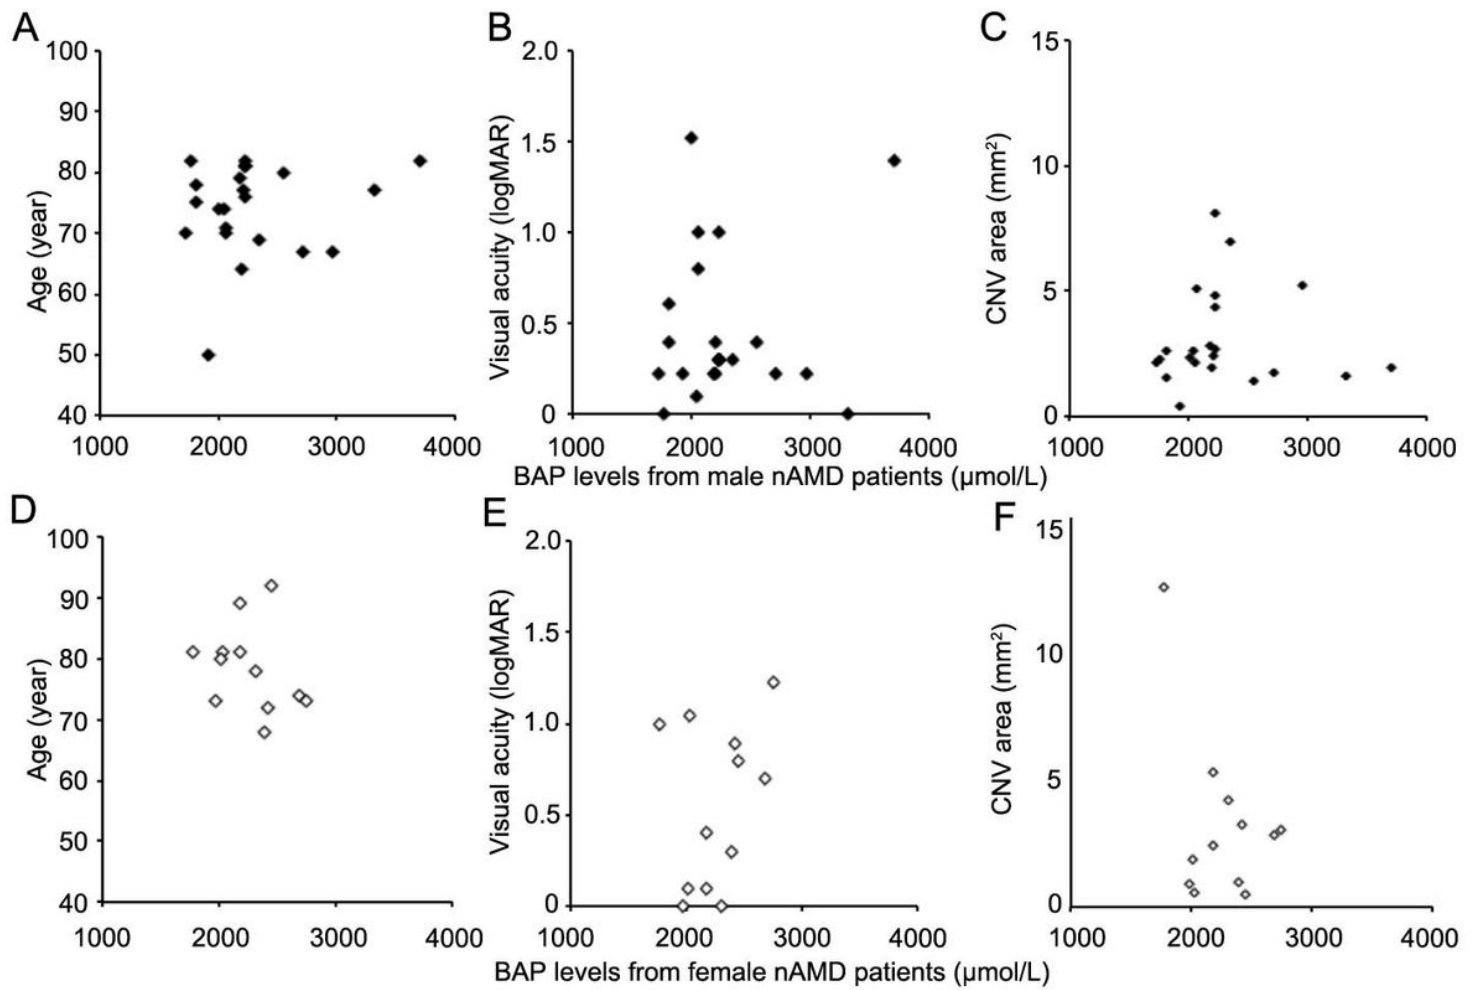 A
B
C
100
90
80
70
60
50
40
Age (year)
1000 2000 3000 4000
2.0
1.5
1.0
0.5
0
Visual acuity (logMAR)
1000 2000 3000 4000
15
10
5
0
CNV area (mm²)
1000 2000 3000 4000
BAP levels from male nAMD patients (µmol/L)
D
E
F
100
90
80
70
60
50
40
Age (year)
1000 2000 3000 4000
2.0
1.5
1.0
0.5
0
Visual acuity (logMAR)
1000 2000 3000 4000
15
10
5
0
CNV area (mm²)
1000 2000 3000 4000
BAP levels from female nAMD patients (µmol/L)